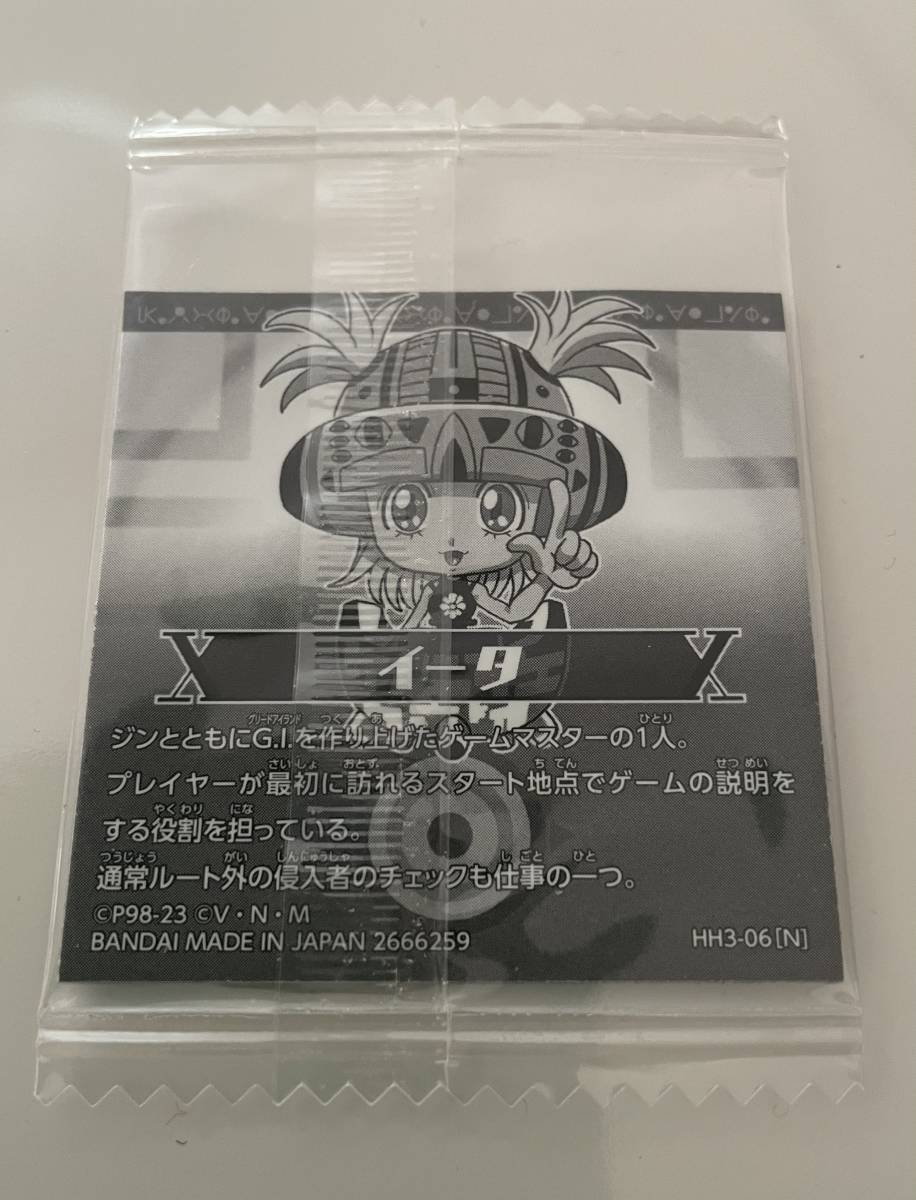 イータ
ジンとともにG.I.を作り上げたゲームマスターの1人。
プレイヤーが最初に訪れるスタート地点でゲームの説明を
する役割を担っている。
通常ルート外の侵入者のチェックも仕事の一つ。
©P98-23 ©V・N・M
BANDAI MADE IN JAPAN 2666259
HH3-06[N]